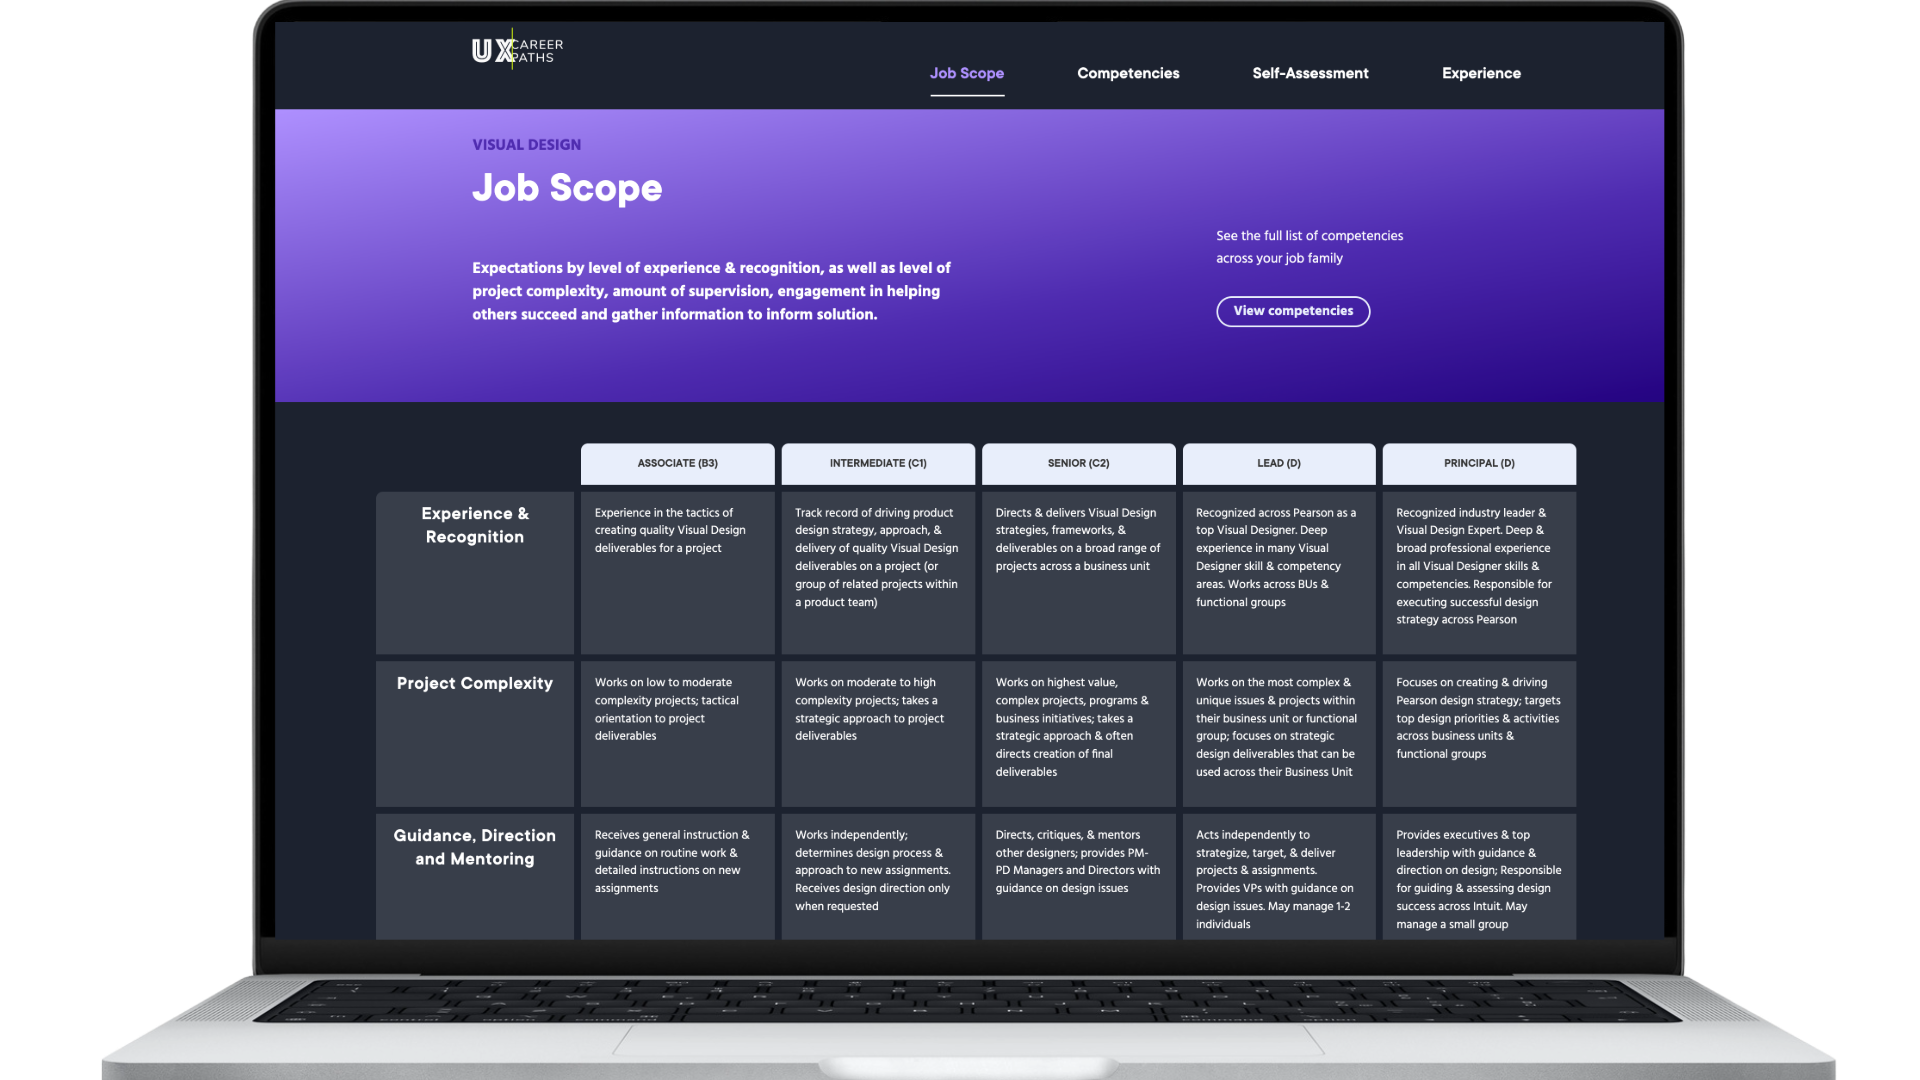 UX CAREER
PATHS
Job Scope
Competencies
Self-Assessment
Experience
VISUAL DESIGN
Job Scope
Expectations by level of experience & recognition, as well as level of
project complexity, amount of supervision, engagement in helping
others succeed and gather information to inform solution.
See the full list of competencies
across your job family
View competencies
ASSOCIATE (B3)
INTERMEDIATE (C1)
SENIOR (C2)
LEAD (D)
PRINCIPAL (D)
Experience &
Recognition
Experience in the tactics of
creating quality Visual Design
deliverables for a project
Track record of driving product
design strategy, approach, &
delivery of quality Visual Design
deliverables on a project (or
group of related projects within
a product team)
Directs & delivers Visual Design
strategies, frameworks, &
deliverables on a broad range of
projects across a business unit
Recognized across Pearson as a
top Visual Designer. Deep
experience in many Visual
Designer skill & competency
areas. Works across BUs &
functional groups
Recognized industry leader &
Visual Design Expert. Deep &
broad professional experience
in all Visual Designer skills &
competencies. Responsible for
executing successful design
strategy across Pearson
Project Complexity
Works on low to moderate
complexity projects; tactical
orientation to project
deliverables
Works on moderate to high
complexity projects; takes a
strategic approach to project
deliverables
Works on highest value,
complex projects, programs &
business initiatives; takes a
strategic approach & often
directs creation of final
deliverables
Works on the most complex &
unique issues & projects within
their business unit or functional
group; focuses on strategic
design deliverables that can be
used across their Business Unit
Focuses on creating & driving
Pearson design strategy; targets
top design priorities & activities
across business units &
functional groups
Guidance, Direction
and Mentoring
Receives general instruction &
guidance on routine work &
detailed instructions on new
assignments
Works independently;
determines design process &
approach to new assignments.
Receives design direction only
when requested
Directs, critiques, & mentors
other designers; provides PM-
PD Managers and Directors with
guidance on design issues
Acts independently to
strategize, target, & deliver
projects & assignments.
Provides VPs with guidance on
design issues. May manage 1-2
individuals
Provides executives & top
leadership with guidance &
direction on design; Responsible
for guiding & assessing design
success across Intuit. May
manage a small group